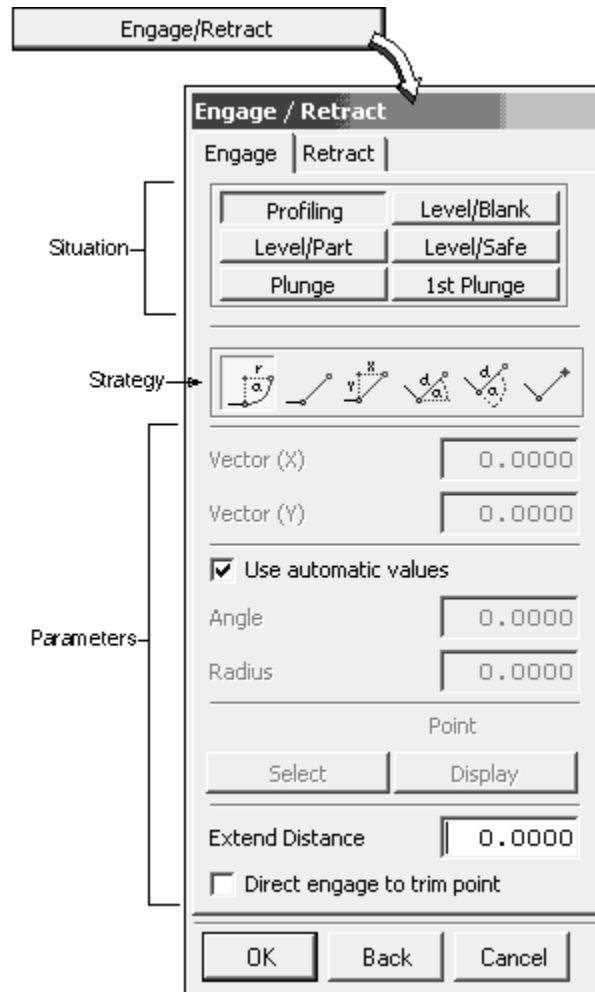 Engage/Retract
Engage / Retract
Engage Retract
Situation
Profiling Level/Blank
Level/Part Level/Safe
Plunge 1st Plunge
Strategy
r a X Y d a d a
Parameters
Vector (X) 0.0000
Vector (Y) 0.0000
Use automatic values
Angle 0.0000
Radius 0.0000
Point
Select Display
Extend Distance 0.0000
Direct engage to trim point
OK Back Cancel